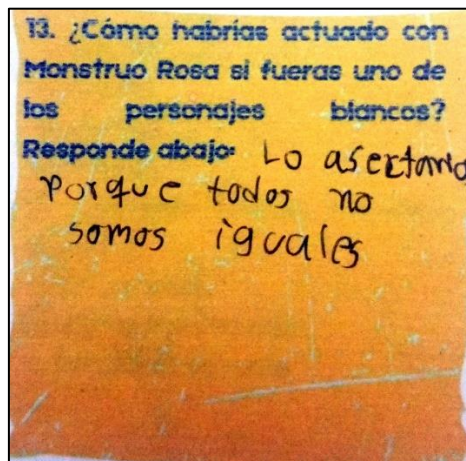 13. ¿Cómo habrías actuado con
Monstruo Rosa si fueras uno de
los personajes blancos?
Responde abajo: Lo asectamo
porque todos no
somos iguales